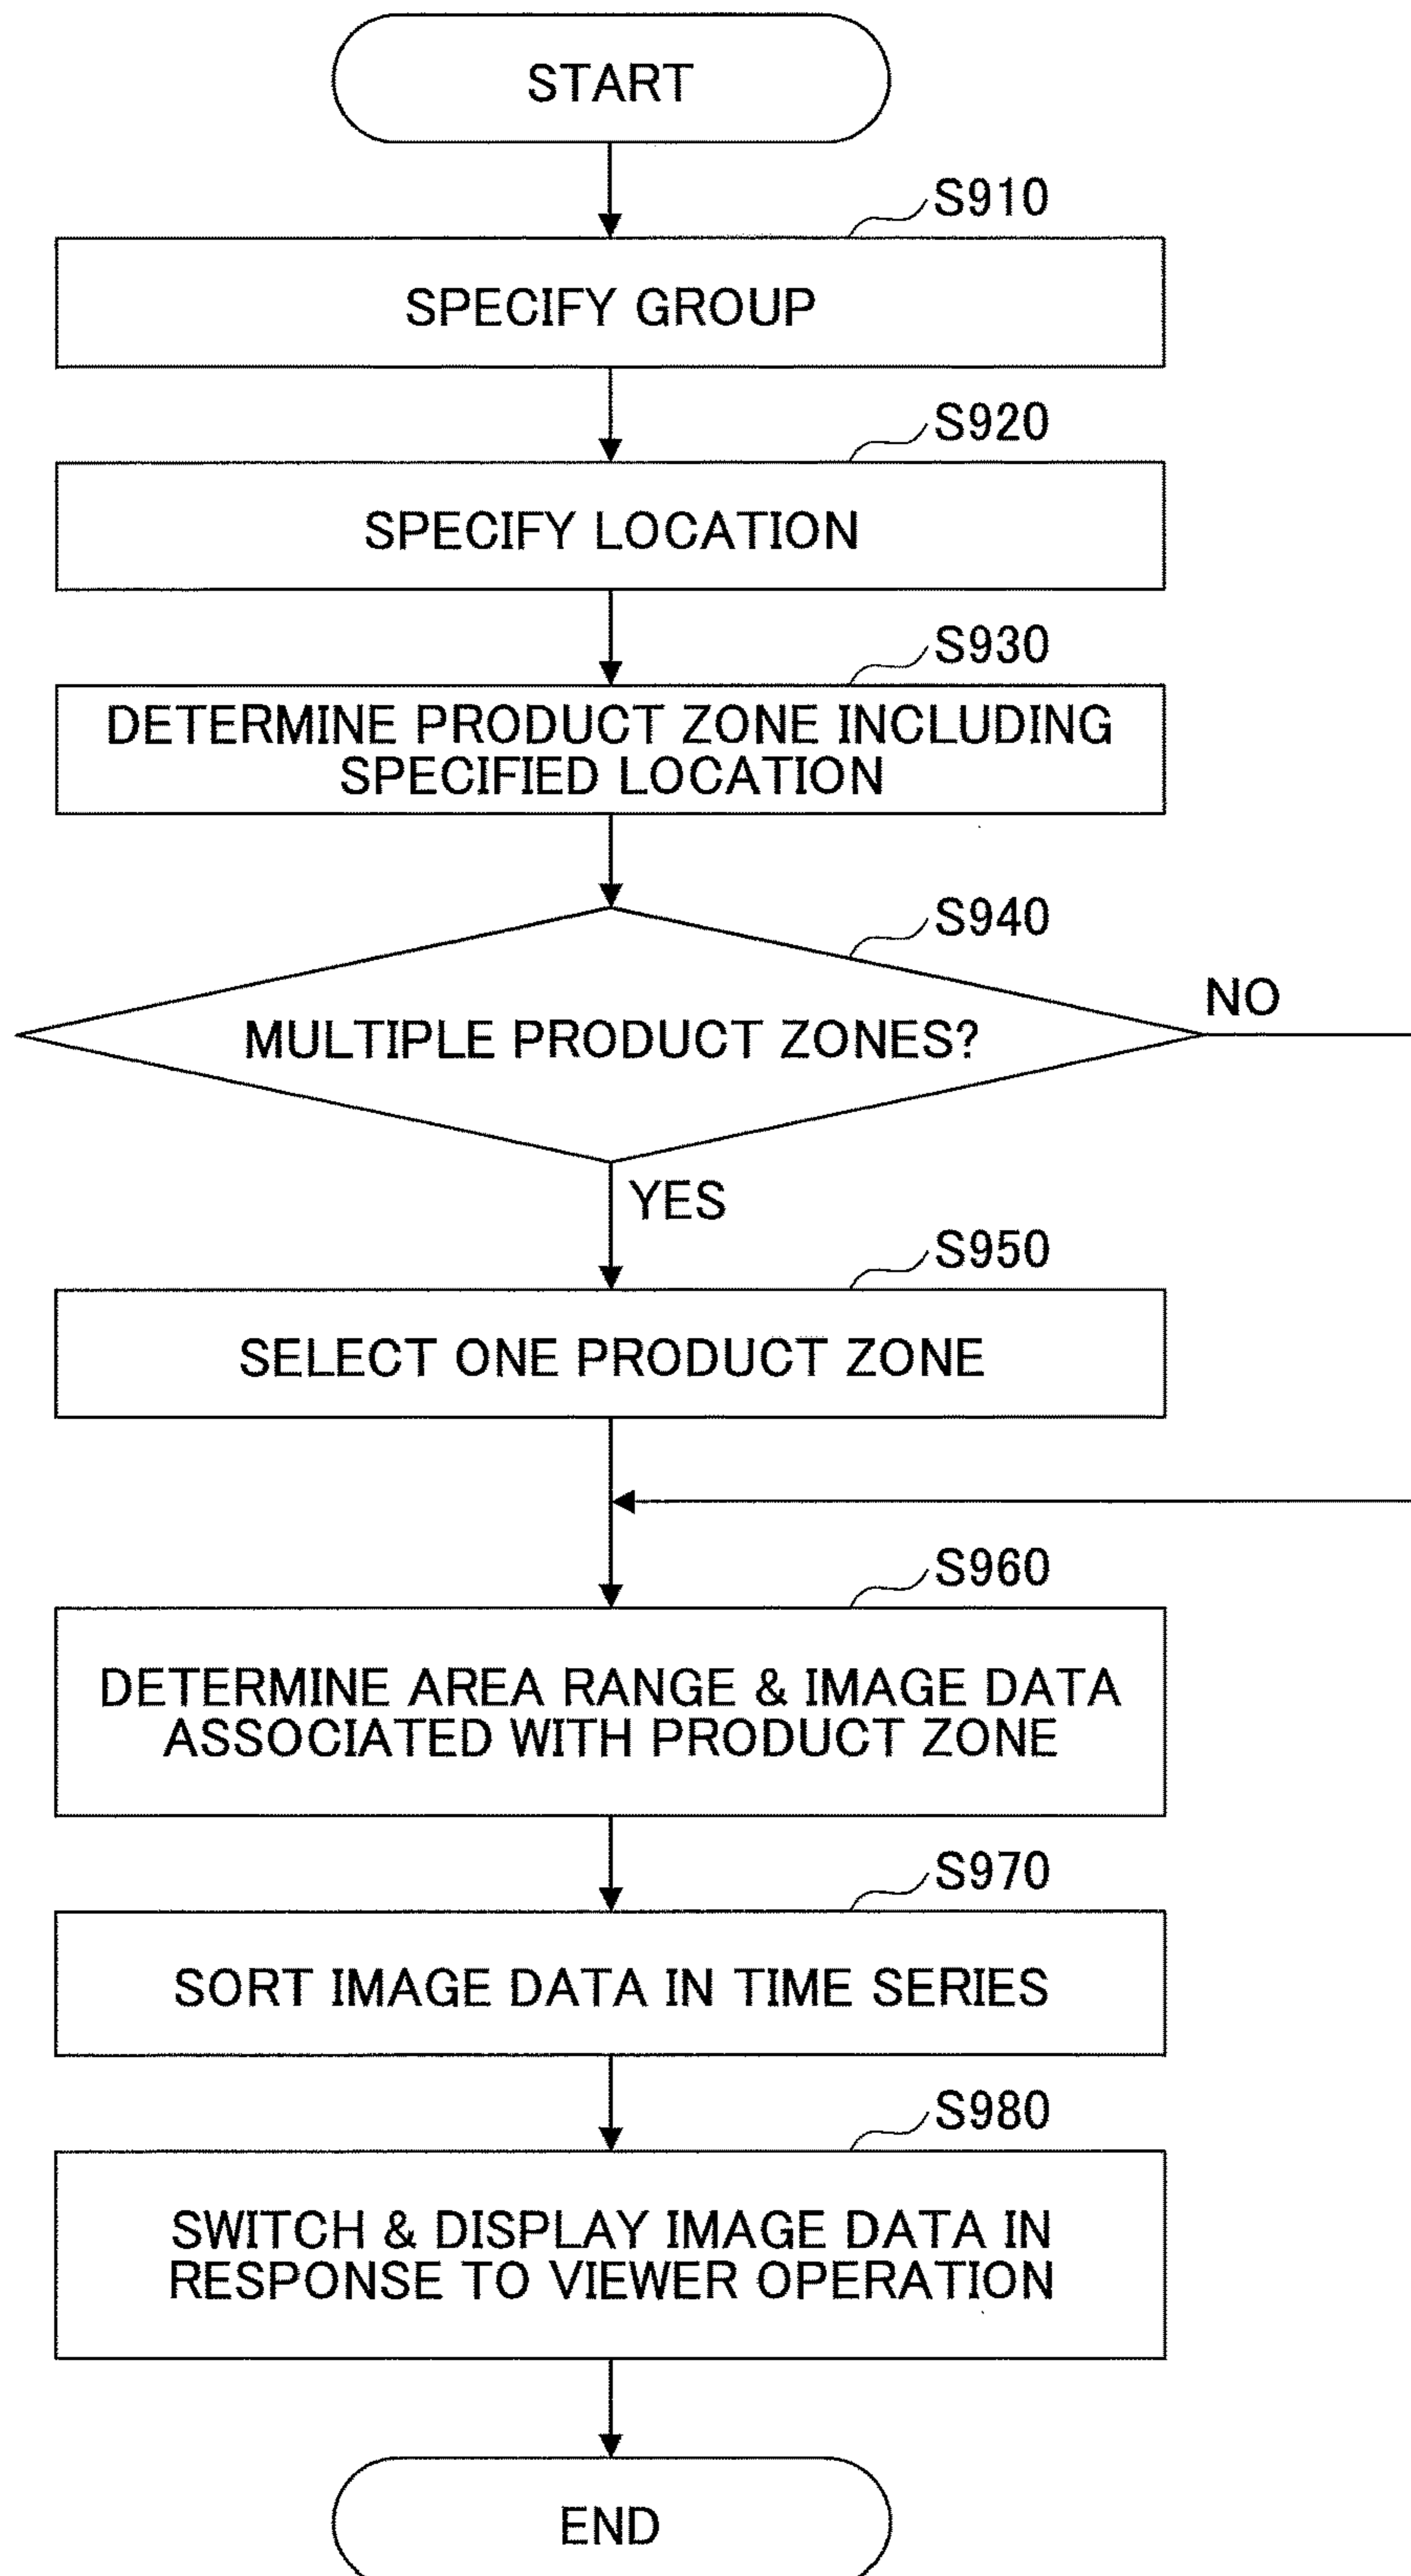 START
S910
SPECIFY GROUP
S920
SPECIFY LOCATION
S930
DETERMINE PRODUCT ZONE INCLUDING
SPECIFIED LOCATION
S940
NO
MULTIPLE PRODUCT ZONES?
YES
S950
SELECT ONE PRODUCT ZONE
S960
DETERMINE AREA RANGE & IMAGE DATA
ASSOCIATED WITH PRODUCT ZONE
S970
SORT IMAGE DATA IN TIME SERIES
S980
SWITCH & DISPLAY IMAGE DATA IN
RESPONSE TO VIEWER OPERATION
END